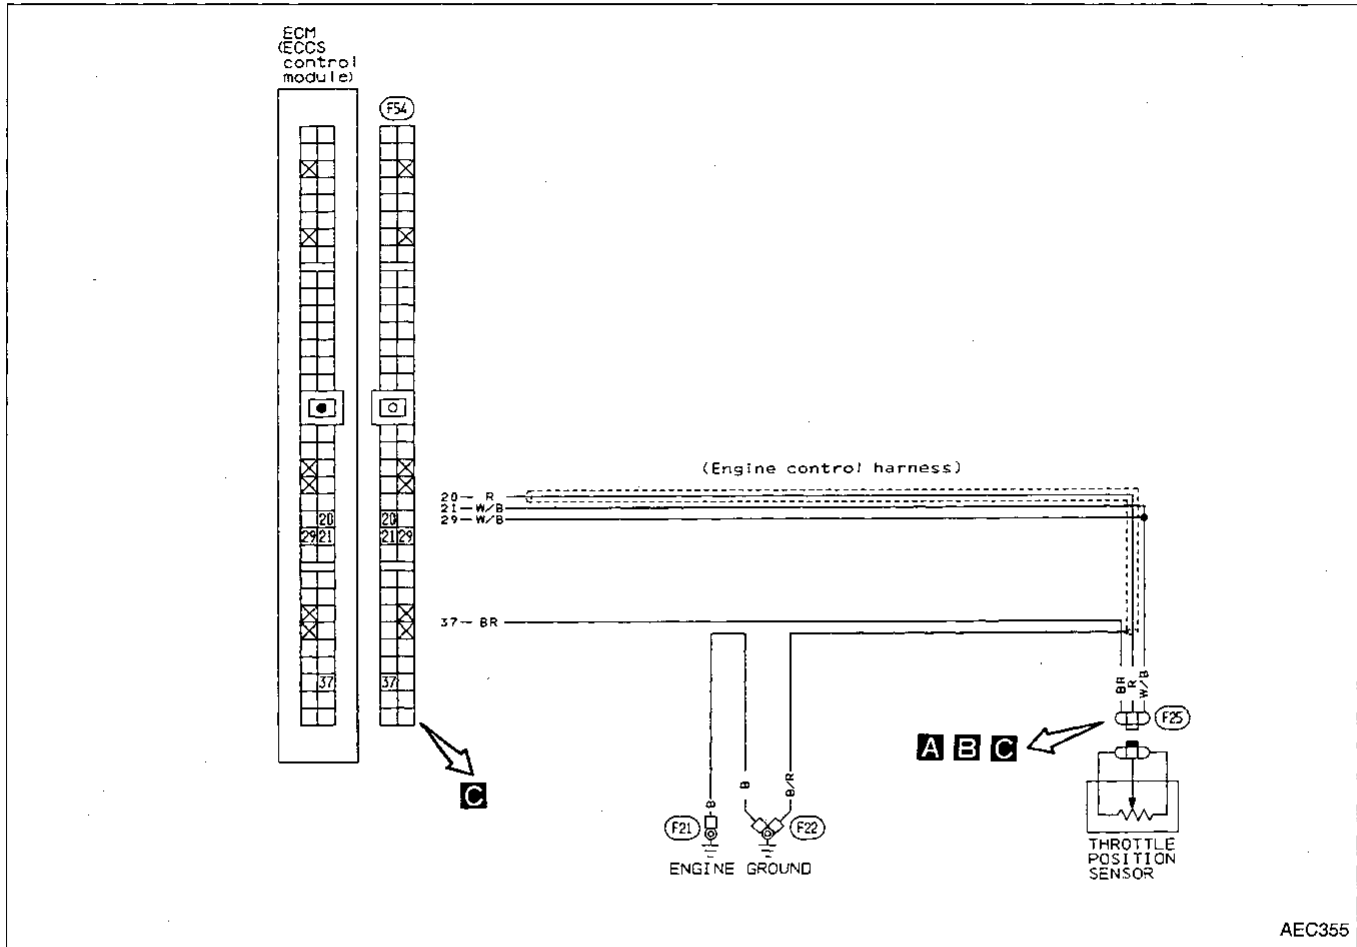 ECM
(ECCS
control
module)
F54
(Engine control harness)
20 R
21 W/B
29 W/B
20 20
29 21 21 29
37 BR
37 37
BR R W/B
F25
A B C
C
B B B/R
F21 F22
ENGINE GROUND
THROTTLE
POSITION
SENSOR
AEC355